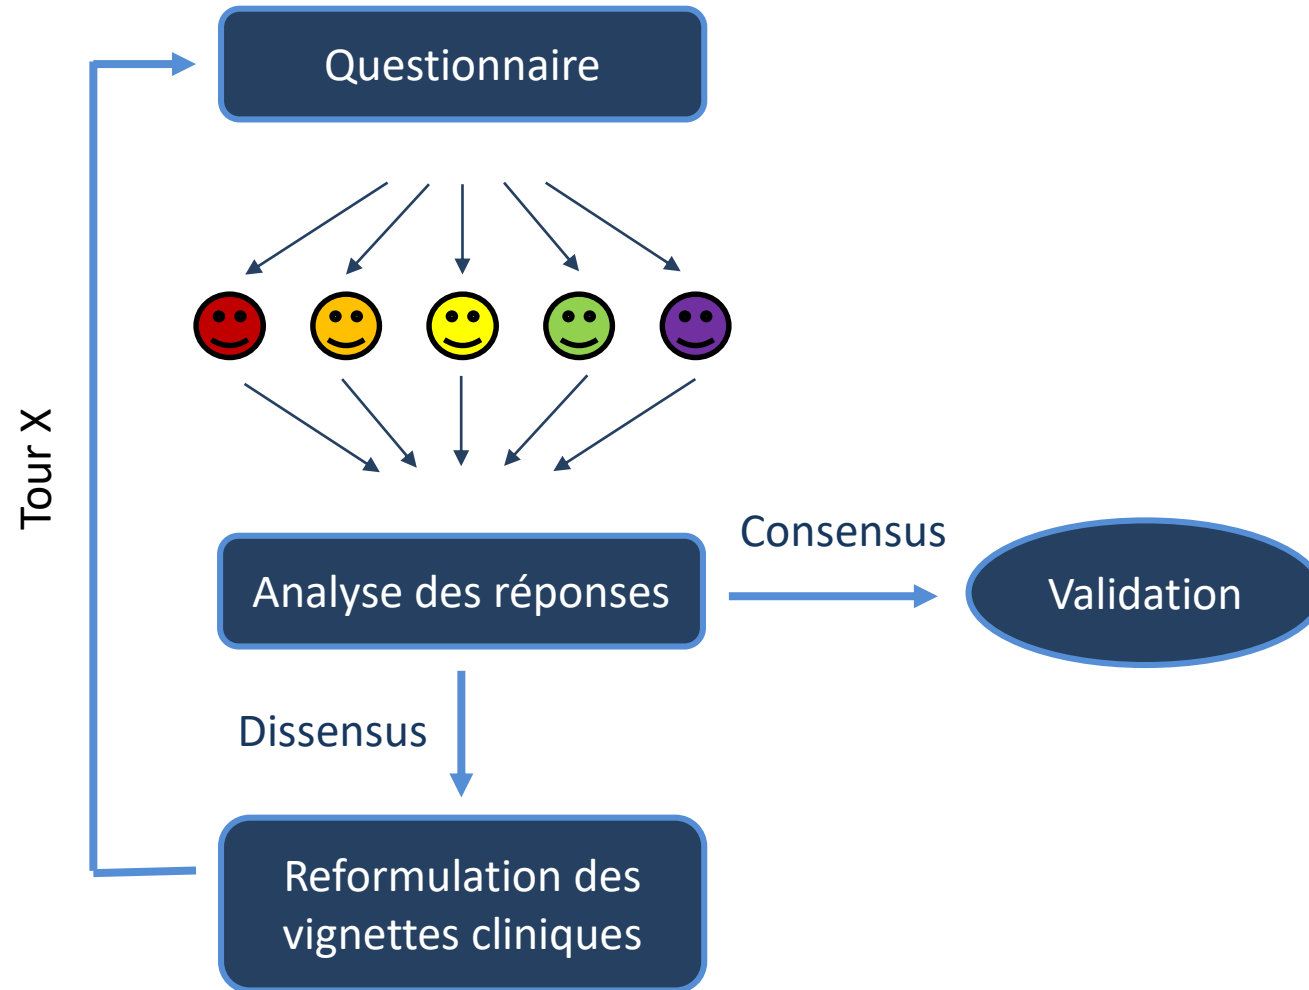 Questionnaire
Tour X
Consensus
Analyse des réponses
Validation
Dissensus
Reformulation des
vignettes cliniques